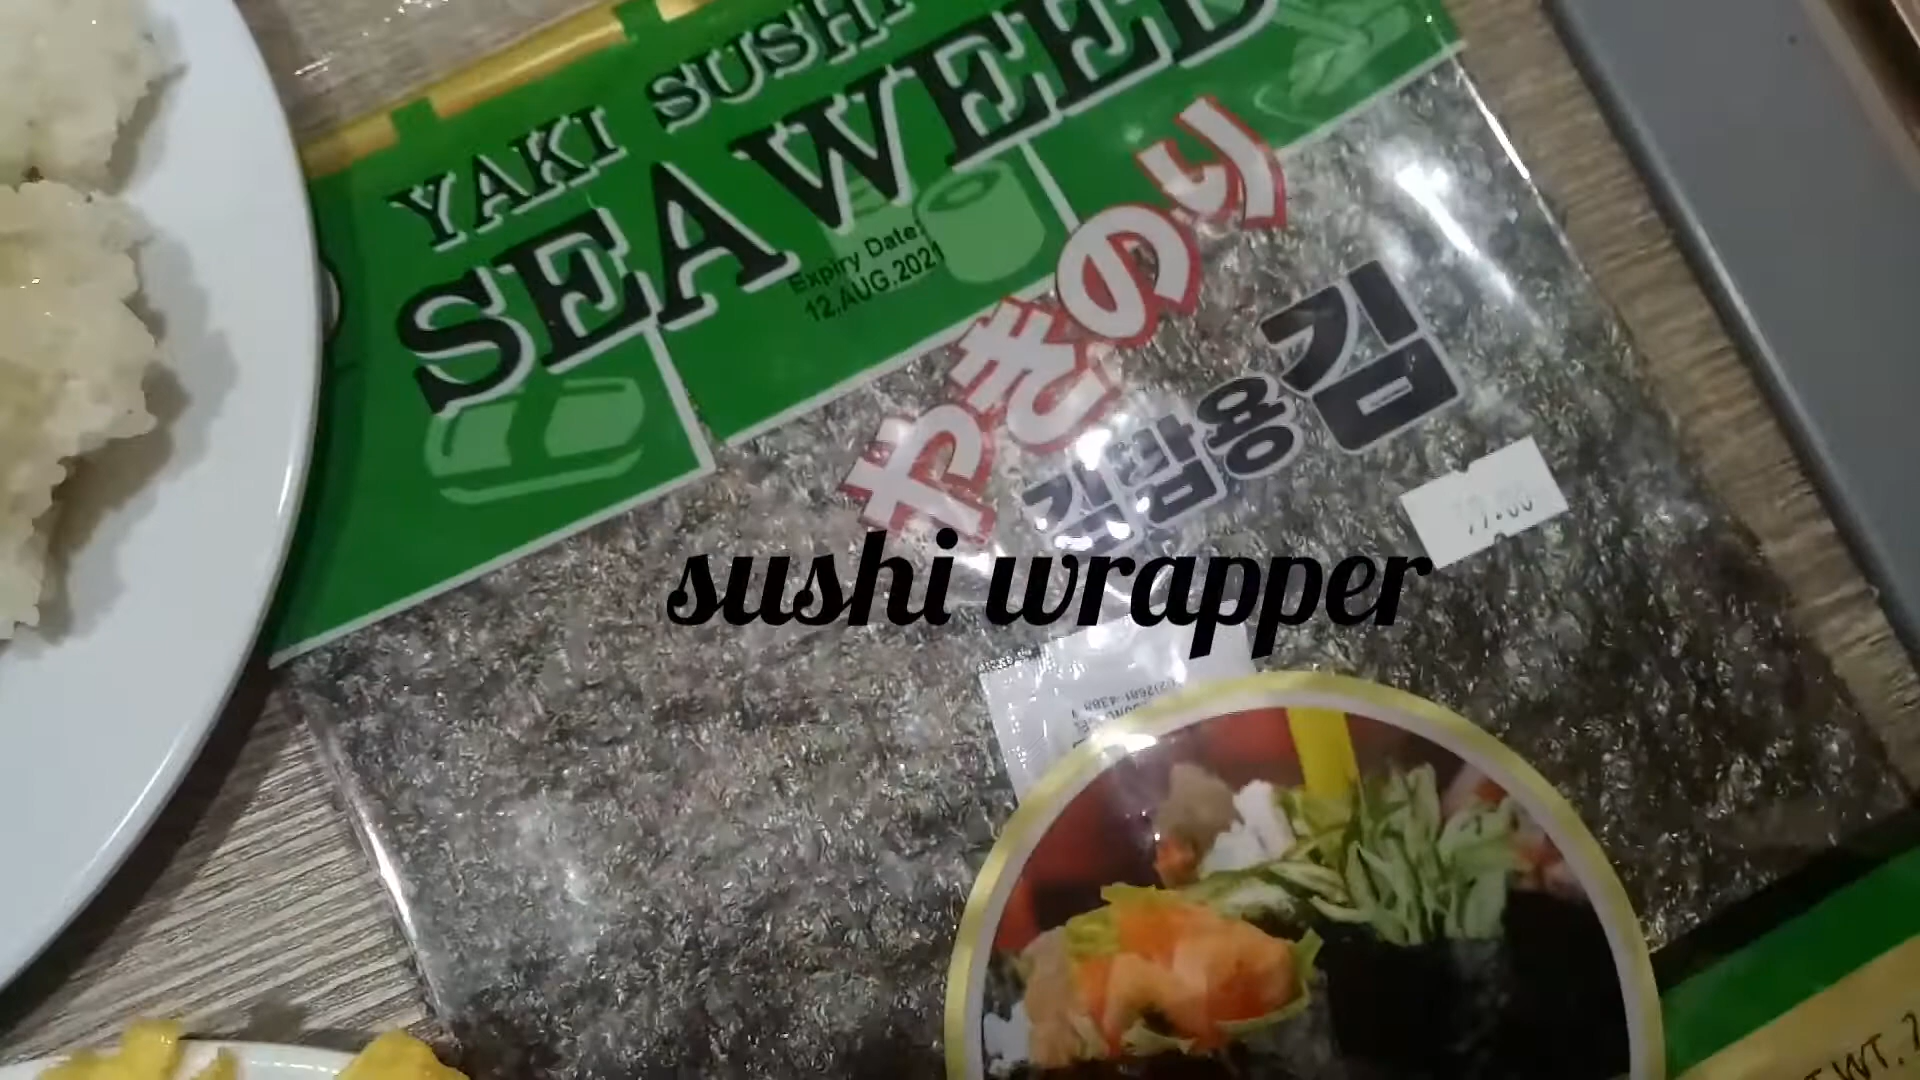 YAKI SUSHI
SEAWEED
Expiry Date:
12.AUG.2021
やきのり
김밥용김
sushi wrapper